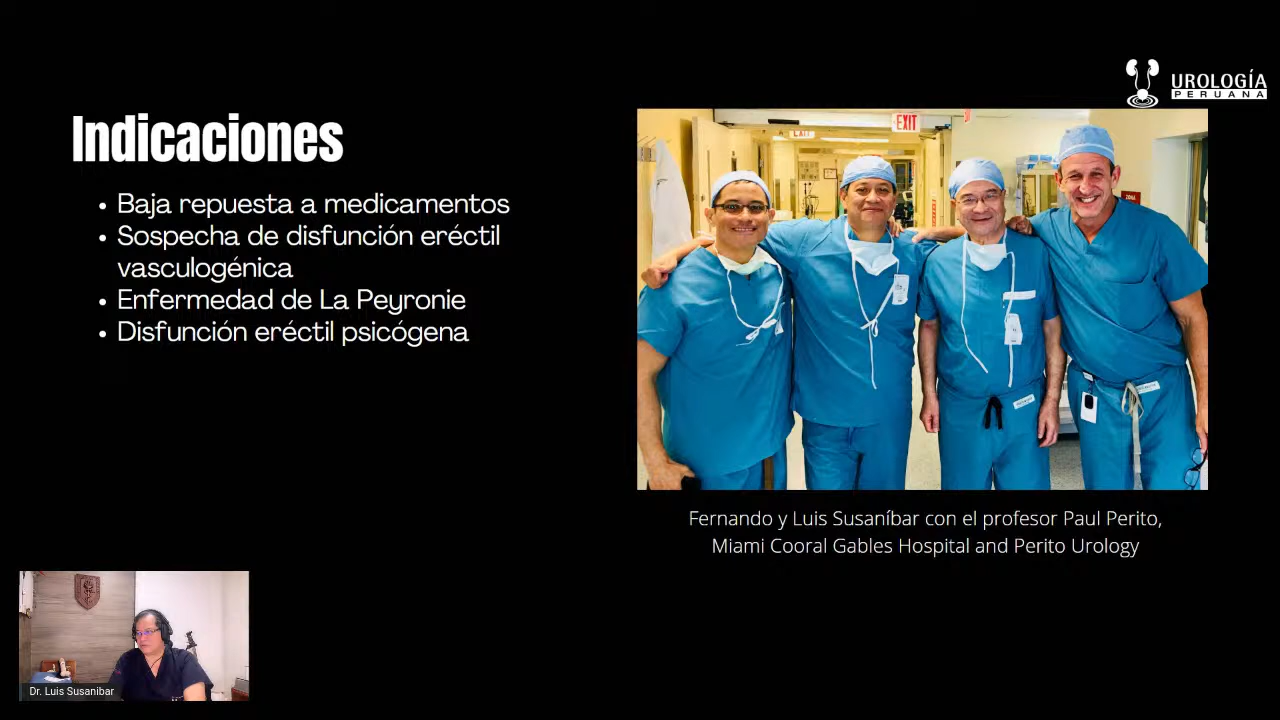 UROLOGÍA
PERUANA
Indicaciones
Baja repuesta a medicamentos
Sospecha de disfunción eréctil
vasculogénica
Enfermedad de La Peyronie
Disfunción eréctil psicógena
EXIT
Fernando y Luis Susaníbar con el profesor Paul Perito,
Miami Cooral Gables Hospital and Perito Urology
Dr. Luis Susanibar